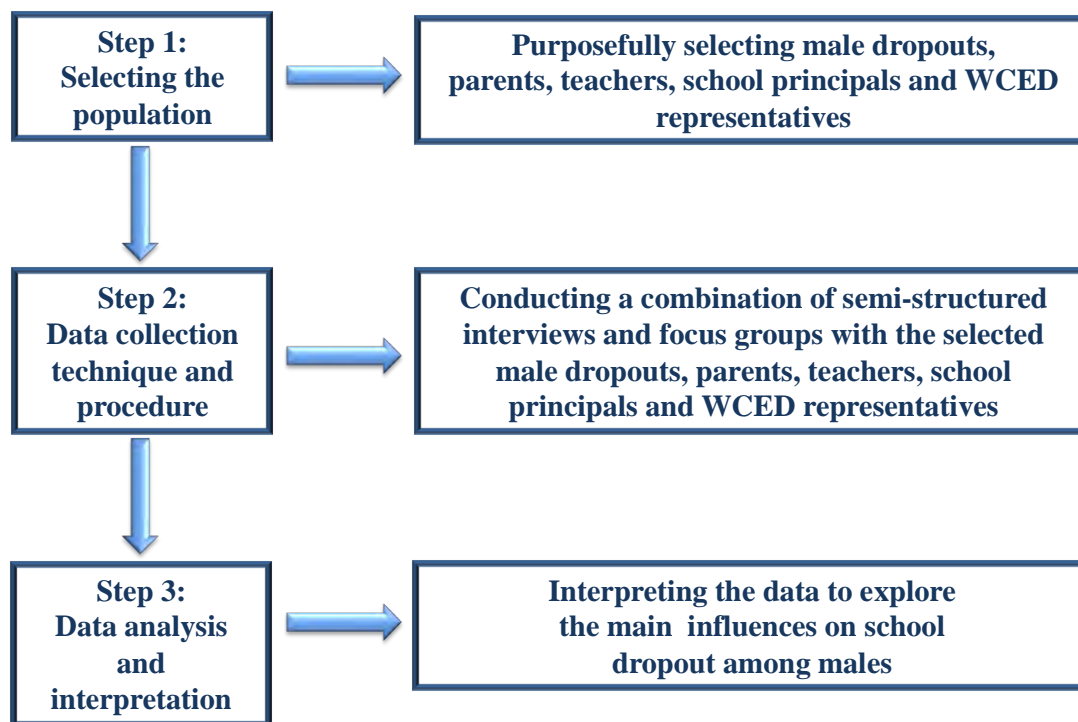 Step 1:
Selecting the
population
Purposefully selecting male dropouts,
parents, teachers, school principals and WCED
representatives
Step 2:
Data collection
technique and
procedure
Conducting a combination of semi-structured
interviews and focus groups with the selected
male dropouts, parents, teachers, school
principals and WCED representatives
Step 3:
Data analysis
and
interpretation
Interpreting the data to explore
the main influences on school
dropout among males